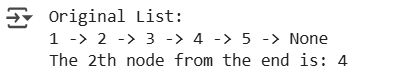 Original List:
1 -> 2 -> 3 -> 4 -> 5 -> None
The 2th node from the end is: 4